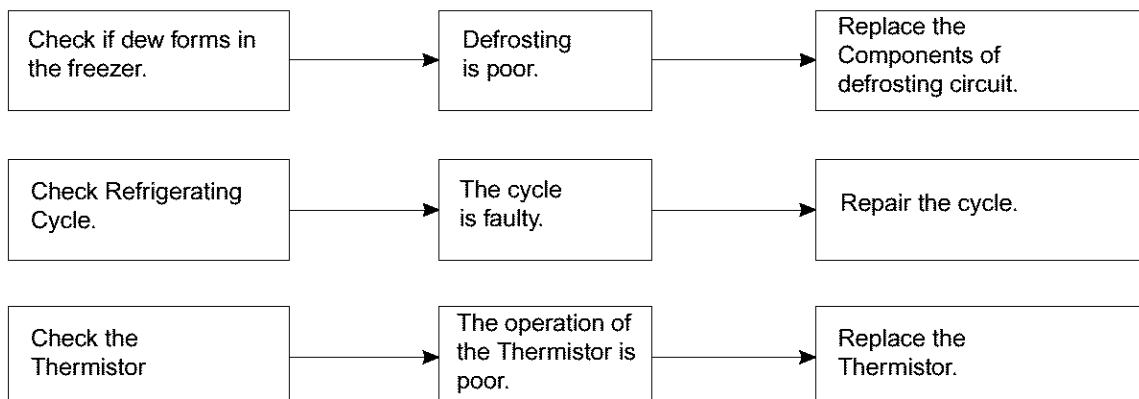 Check if dew forms in
the freezer.
Defrosting
is poor.
Replace the
Components of
defrosting circuit.
Check Refrigerating
Cycle.
The cycle
is faulty.
Repair the cycle.
Check the
Thermistor
The operation of
the Thermistor is
poor.
Replace the
Thermistor.